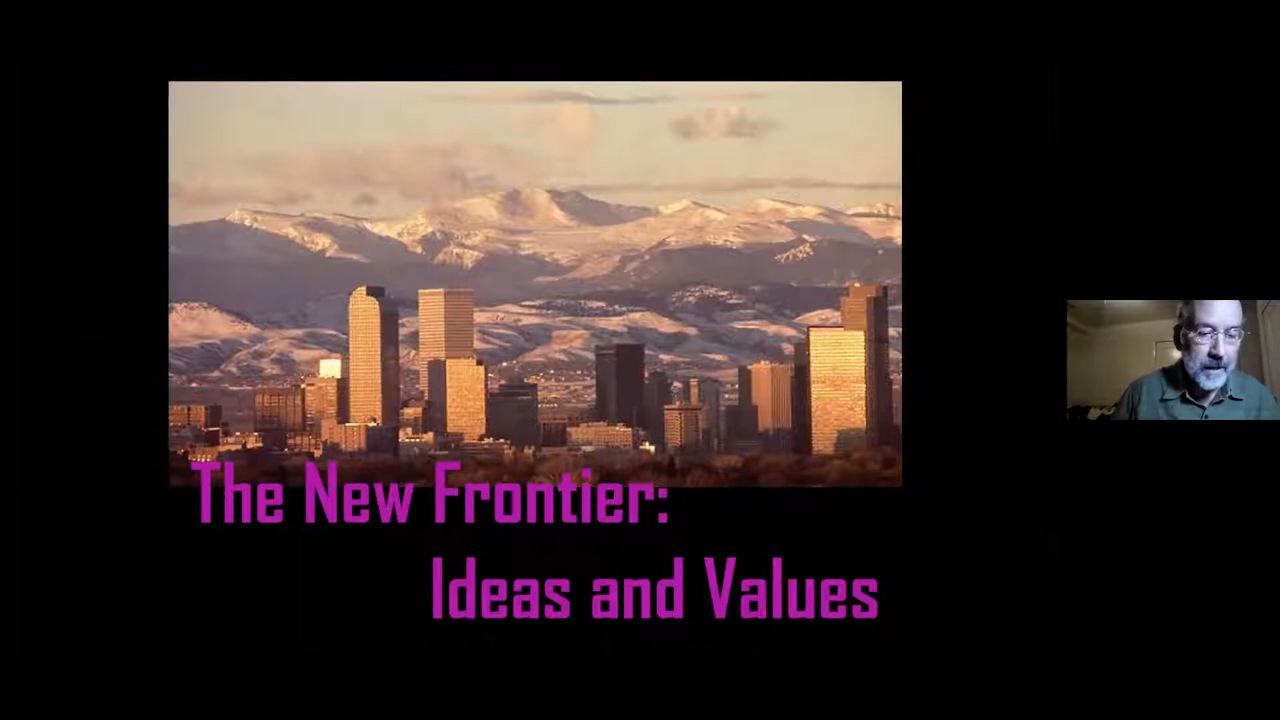 The New Frontier:
Ideas and Values